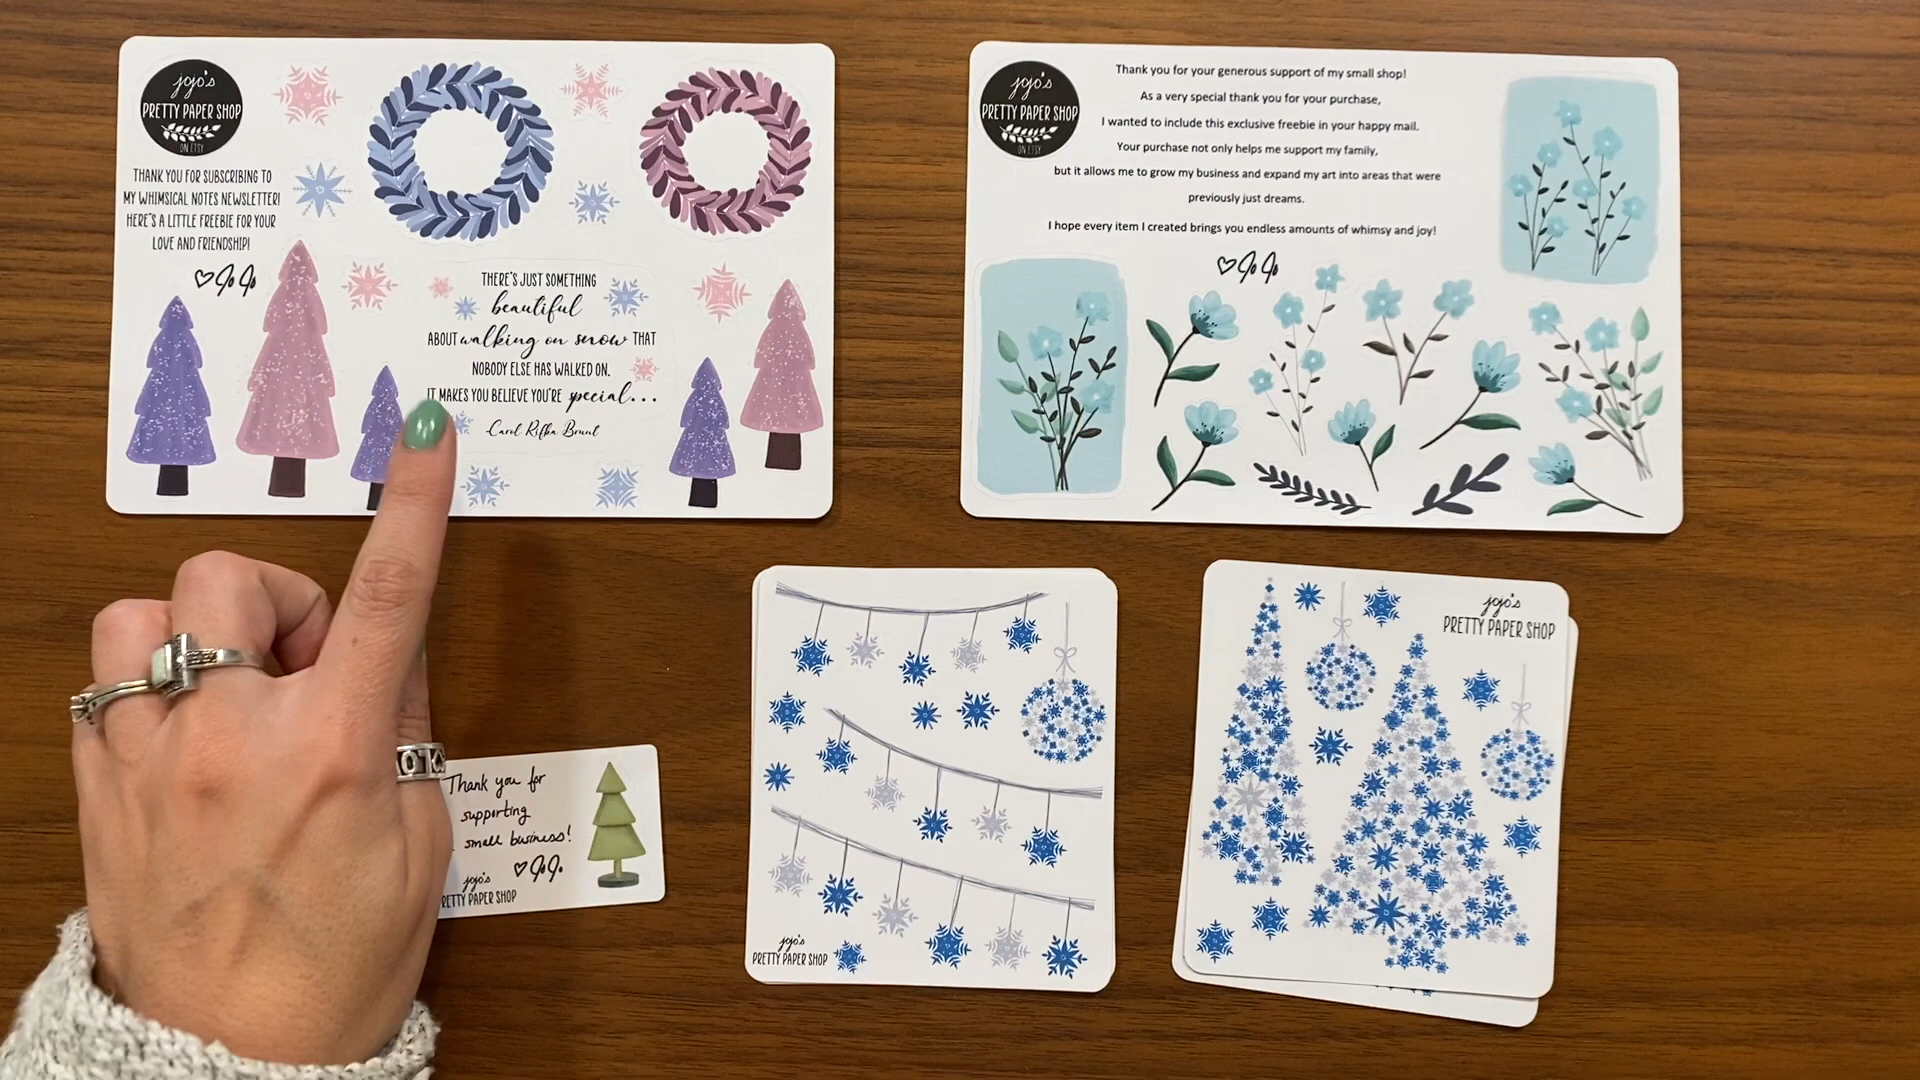 jojo's
PRETTY PAPER SHOP
ON ETSY
THANK YOU FOR SUBSCRIBING TO
MY WHIMSICAL NOTES NEWSLETTER!
HERE'S A LITTLE FREEBIE FOR YOUR
LOVE AND FRIENDSHIP!
JoJo
THERE'S JUST SOMETHING
beautiful
ABOUT walking on snow THAT
NOBODY ELSE HAS WALKED ON.
IT MAKES YOU BELIEVE YOU'RE special...
-Carol Rifka Brunt
jojo's
PRETTY PAPER SHOP
ON ETSY
Thank you for your generous support of my small shop!
As a very special thank you for your purchase,
I wanted to include this exclusive freebie in your happy mail.
Your purchase not only helps me support my family,
but it allows me to grow my business and expand my art into areas that were
previously just dreams.
I hope every item I created brings you endless amounts of whimsy and joy!
JoJo
Thank you for
supporting
small business!
JoJo
jojo's
RETTY PAPER SHOP
jojo's
PRETTY PAPER SHOP
jojo's
PRETTY PAPER SHOP